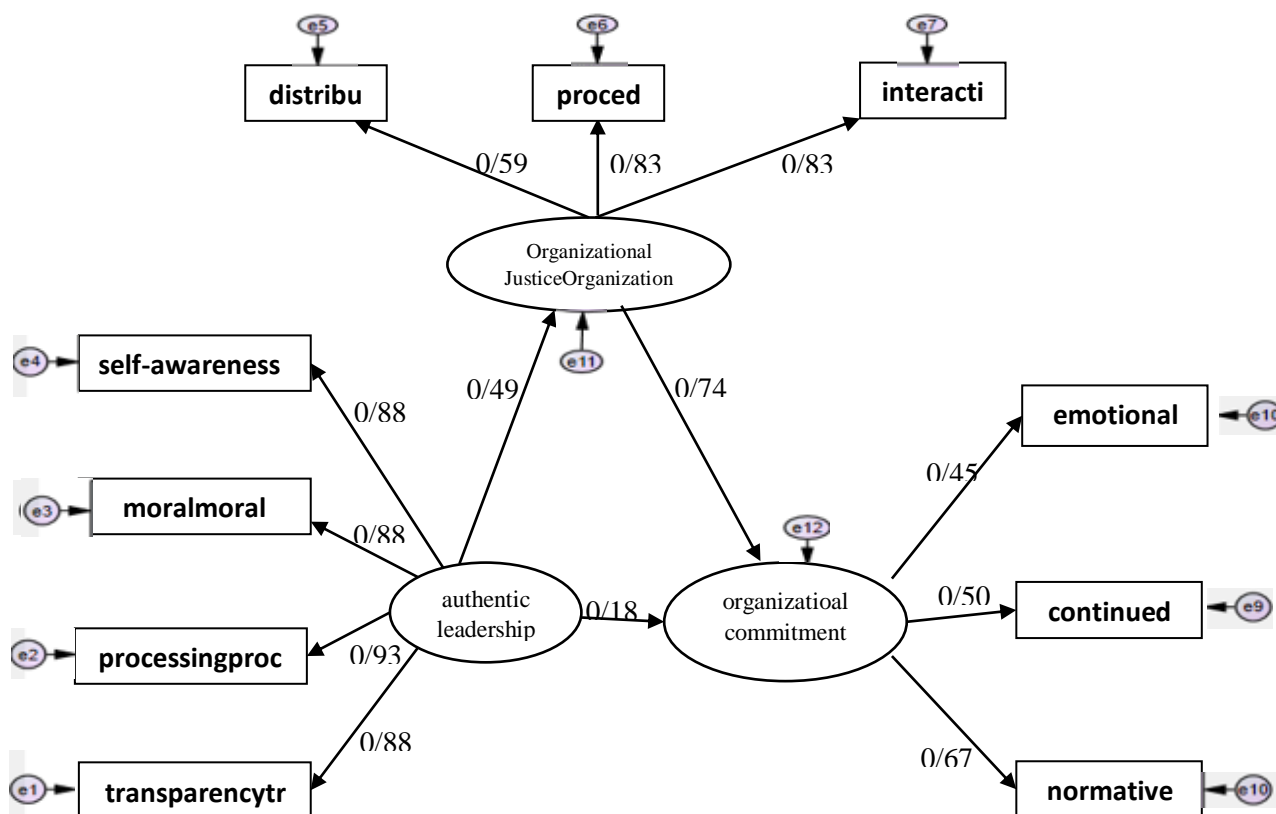 e5
e6
e7
distribu
proced
interacti
0/59
0/83
0/83
Organizational
JusticeOrganization
e4
self-awareness
e11
0/49
0/74
0/88
emotional
e10
0/45
e3
moralmoral
0/88
e12
authentic
leadership
0/18
organizatioal
commitment
0/50
continued
e9
e2
processingproc
0/93
0/88
0/67
e1
transparencytr
normative
e10